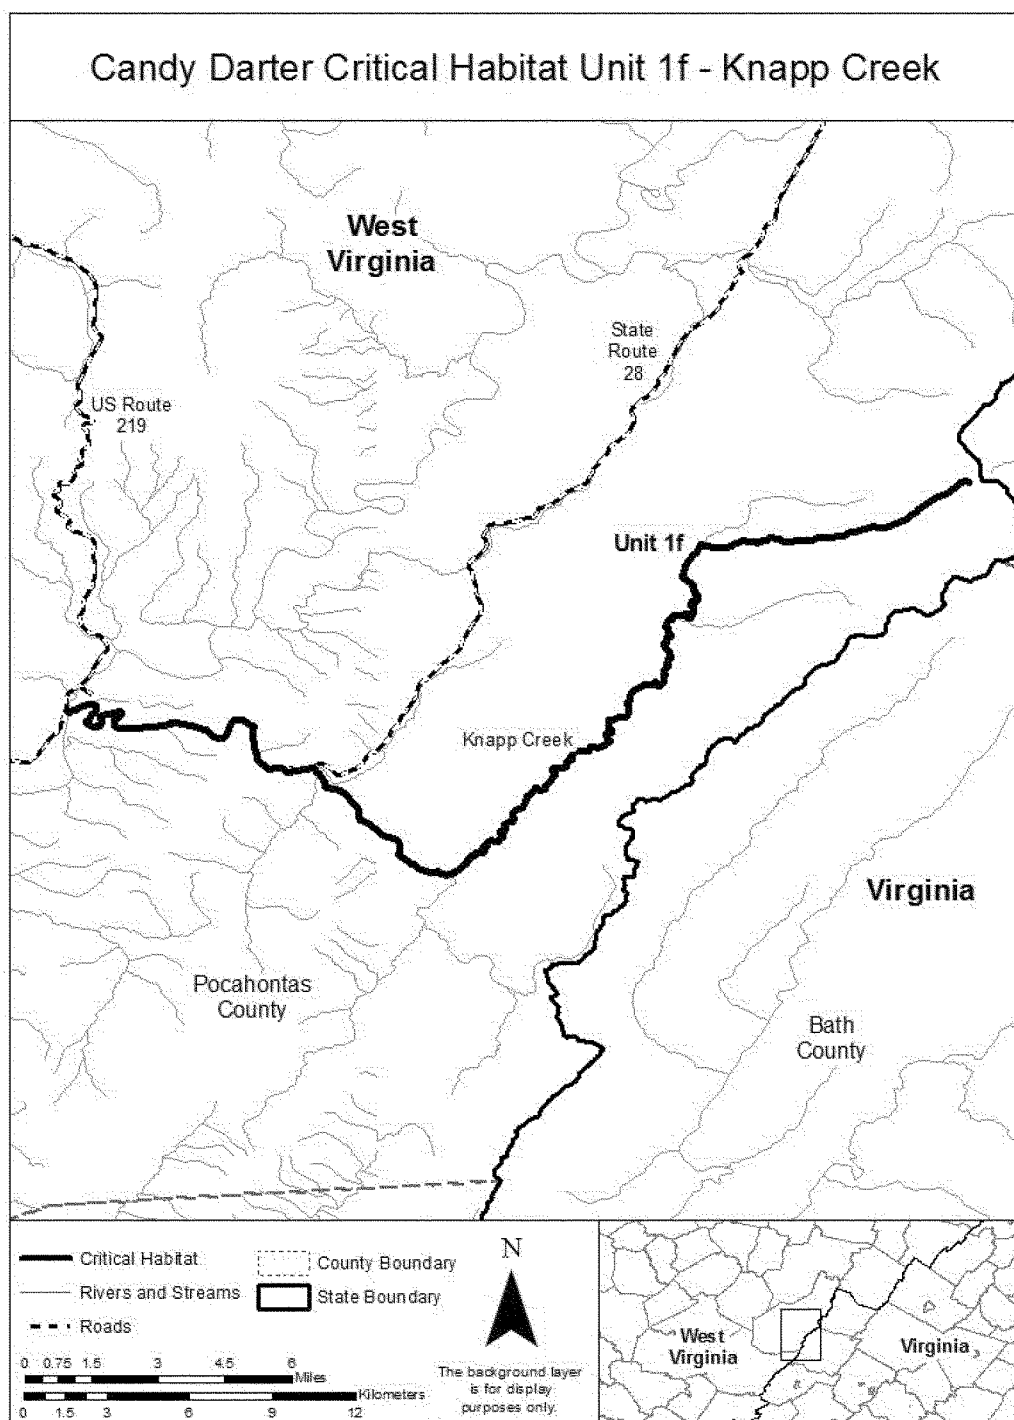 Candy Darter Critical Habitat Unit 1f - Knapp Creek
West
Virginia
State
Route
28
US Route
219
Unit 1f
Knapp Creek
Virginia
Pocahontas
County
Bath
County
Critical Habitat
Rivers and Streams
Roads
County Boundary
State Boundary
N
The background layer
is for display
purposes only.
0 0.75 1.5 3 4.5 6
Miles
Kilometers
0 1.5 3 6 9 12
West
Virginia
Virginia